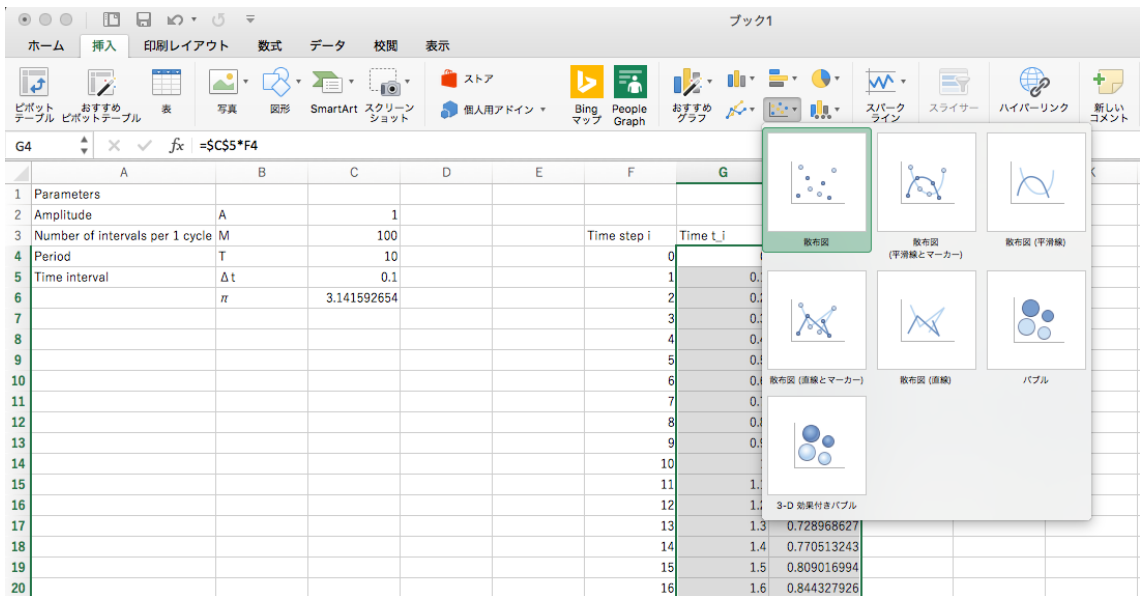 ブック1
ホーム 挿入 印刷レイアウト 数式 データ 校閲 表示
ピボット
テーブル
おすすめ
ピボットテーブル
表
写真
図形
SmartArt
スクリーン
ショット
ストア
個人用アドイン
Bing
マップ
People
Graph
おすすめ
グラフ
スパーク
ライン
スライサー
ハイパーリンク
新しい
コメント
G4 fx =$C$5*F4
A B C D E F G K
1 Parameters
2 Amplitude A 1
3 Number of intervals per 1 cycle M 100 Time step i Time t_i
4 Period T 10 0
5 Time interval Δt 0.1 1
6 π 3.141592654 2
7 3
8 4
9 5
10 6
11 7
12 8
13 9
14 10
15 11
16 12
17 13 1.3 0.728968627
18 14 1.4 0.770513243
19 15 1.5 0.809016994
20 16 1.6 0.844327926
散布図
散布図
(平滑線とマーカー)
散布図 (平滑線)
散布図 (直線とマーカー)
散布図 (直線)
バブル
3-D 効果付きバブル